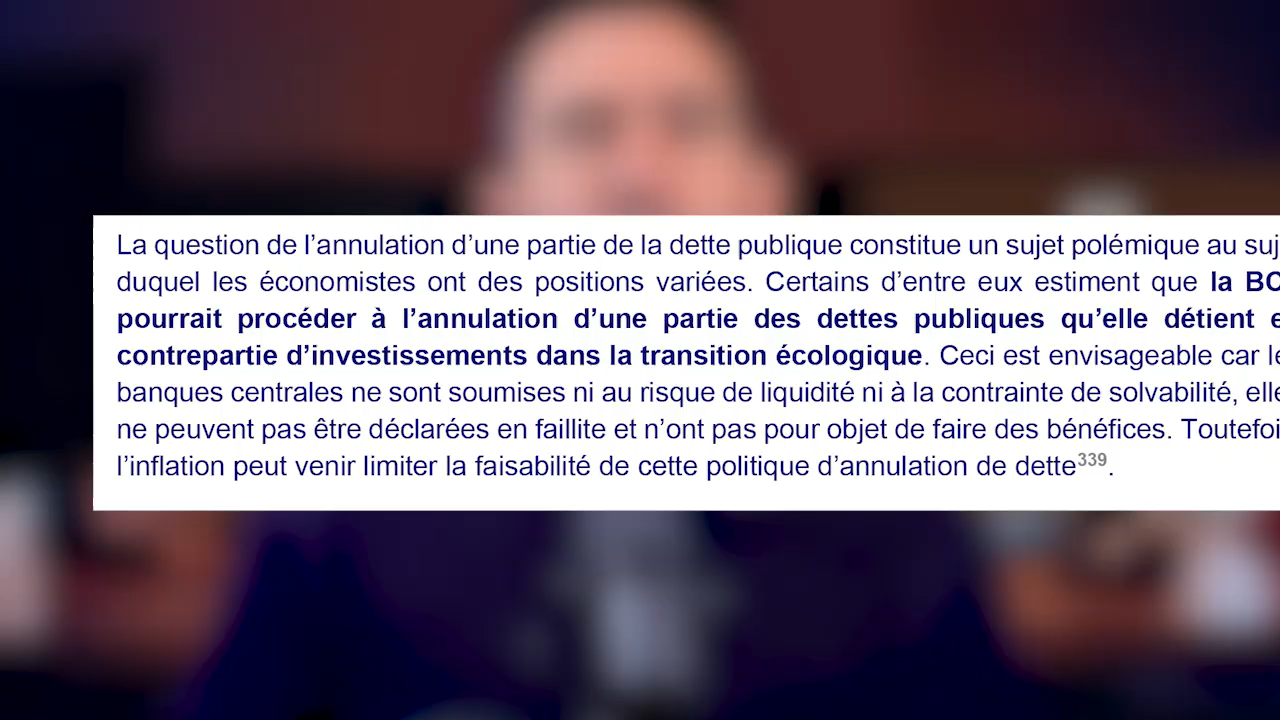 La question de l’annulation d’une partie de la dette publique constitue un sujet polémique au suj
duquel les économistes ont des positions variées. Certains d’entre eux estiment que la BC
pourrait procéder à l’annulation d’une partie des dettes publiques qu’elle détient e
contrepartie d’investissements dans la transition écologique. Ceci est envisageable car le
banques centrales ne sont soumises ni au risque de liquidité ni à la contrainte de solvabilité, elle
ne peuvent pas être déclarées en faillite et n’ont pas pour objet de faire des bénéfices. Toutefoi
l’inflation peut venir limiter la faisabilité de cette politique d’annulation de dette339.